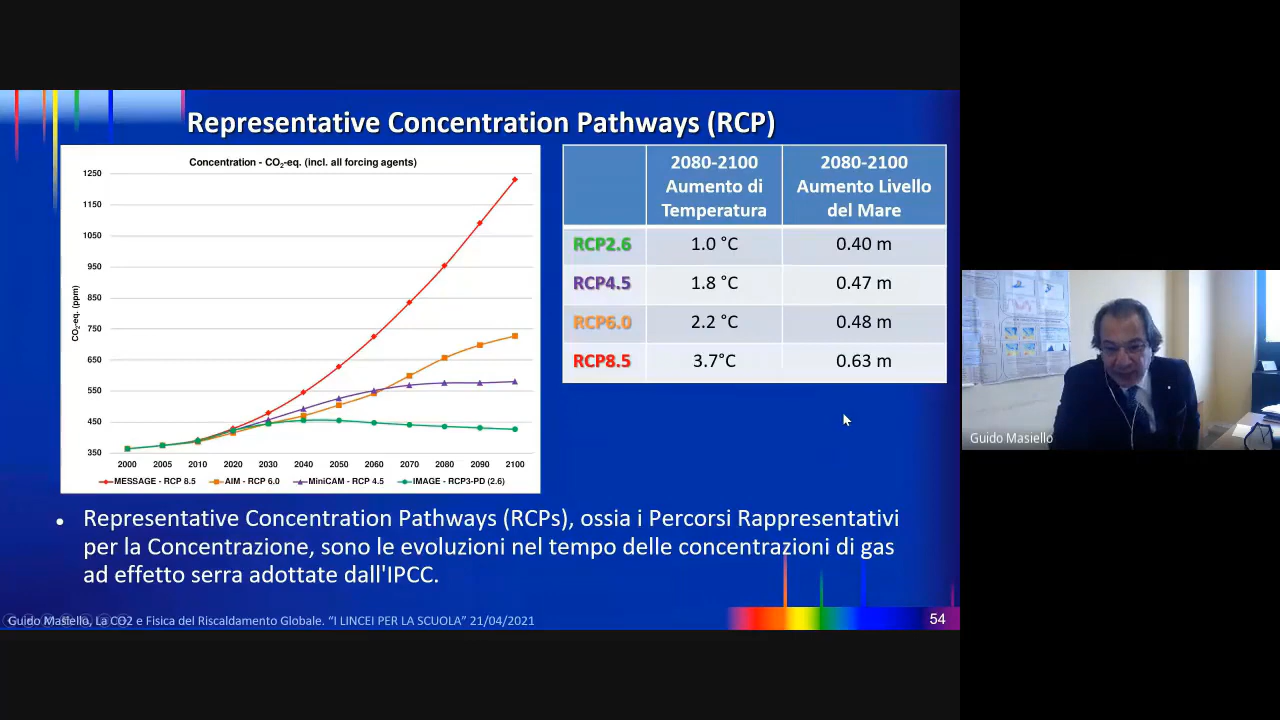 Representative Concentration Pathways (RCP)
Concentration - CO₂-eq. (incl. all forcing agents)
CO₂-eq. (ppm)
1250
1150
1050
950
850
750
650
550
450
350
2000 2005 2010 2020 2030 2040 2050 2060 2070 2080 2090 2100
MESSAGE - RCP 8.5 AIM - RCP 6.0 MiniCAM - RCP 4.5 IMAGE - RCP3-PD (2.6)
2080-2100 Aumento di Temperatura
2080-2100 Aumento Livello del Mare
RCP2.6 1.0 °C 0.40 m
RCP4.5 1.8 °C 0.47 m
RCP6.0 2.2 °C 0.48 m
RCP8.5 3.7°C 0.63 m
• Representative Concentration Pathways (RCPs), ossia i Percorsi Rappresentativi
per la Concentrazione, sono le evoluzioni nel tempo delle concentrazioni di gas
ad effetto serra adottate dall'IPCC.
Guido Masiello, La CO2 e Fisica del Riscaldamento Globale. “I LINCEI PER LA SCUOLA” 21/04/2021
54
Guido Masiello